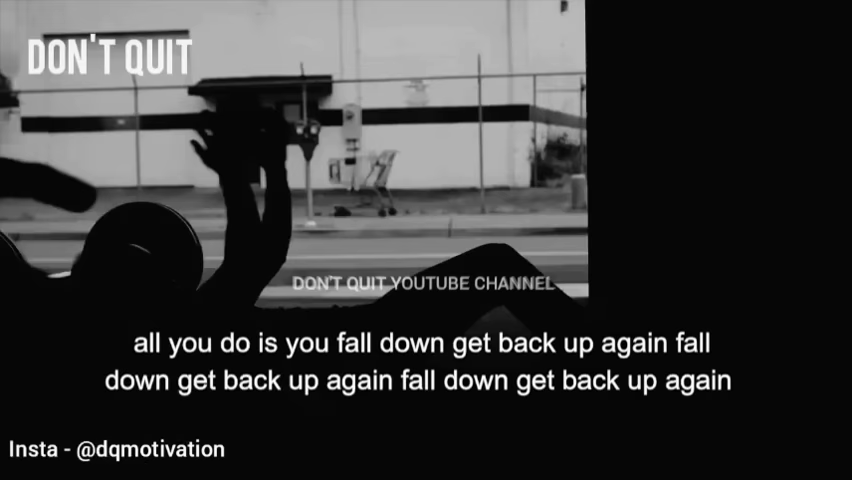 DON'T QUIT
DON'T QUIT YOUTUBE CHANNEL
all you do is you fall down get back up again fall
down get back up again fall down get back up again
Insta - @dqmotivation